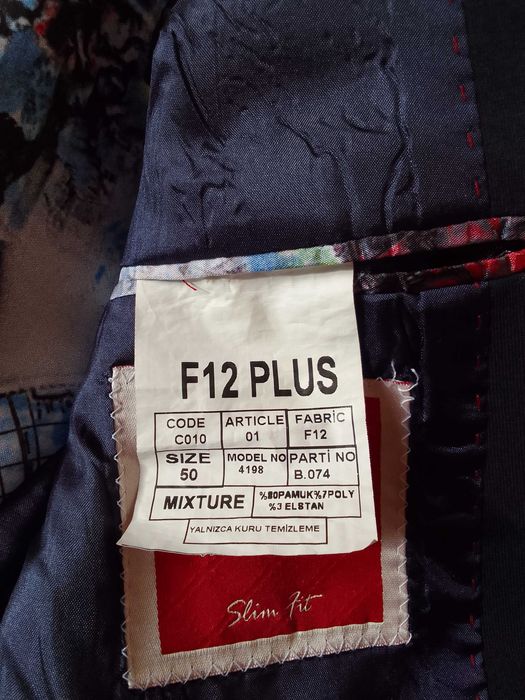 F12 PLUS
CODE ARTICLE FABRİC
C010 01 F12
SIZE MODEL NO PARTİ NO
50 4198 B.074
MIXTURE %80PAMUK%7POLY
%3 ELSTAN
YALNIZCA KURU TEMİZLEME
Slim Fit